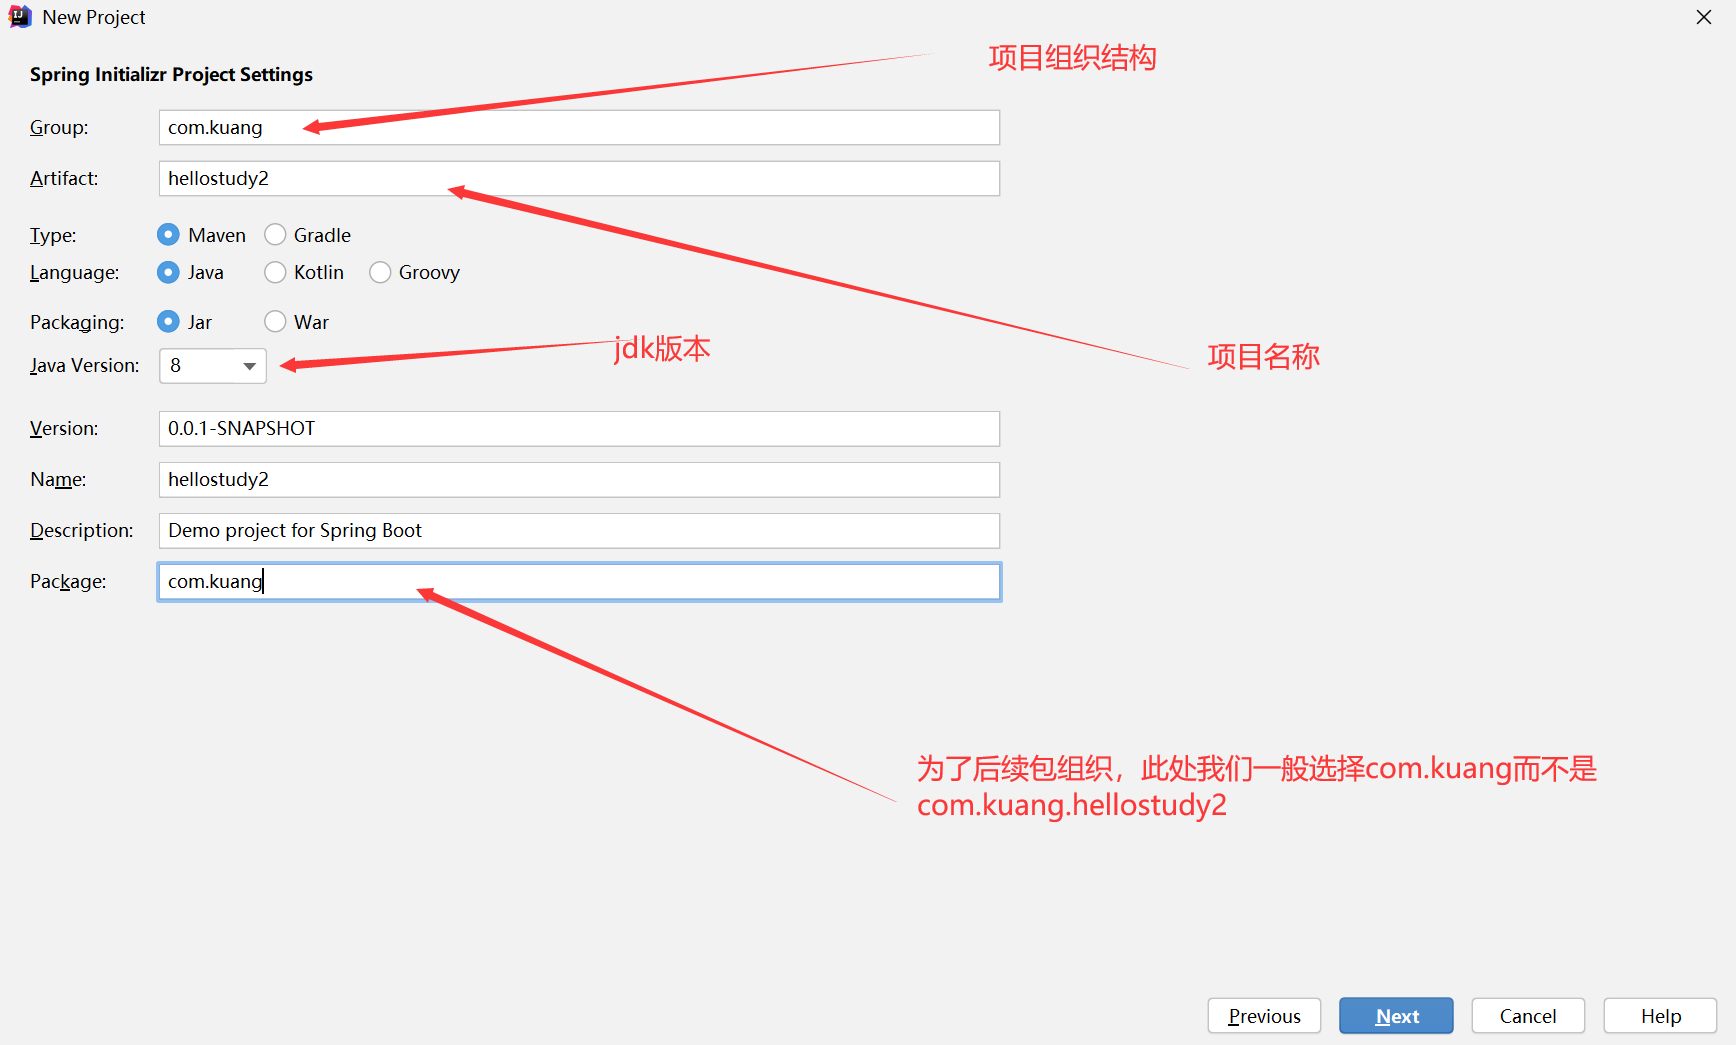 New Project
项目组织结构
Spring Initializr Project Settings
Group: com.kuang
Artifact: hellostudy2
Type: Maven Gradle
Language: Java Kotlin Groovy
Packaging: Jar War
jdk版本
Java Version: 8
项目名称
Version: 0.0.1-SNAPSHOT
Name: hellostudy2
Description: Demo project for Spring Boot
Package: com.kuang
为了后续包组织，此处我们一般选择com.kuang而不是
com.kuang.hellostudy2
Previous Next Cancel Help